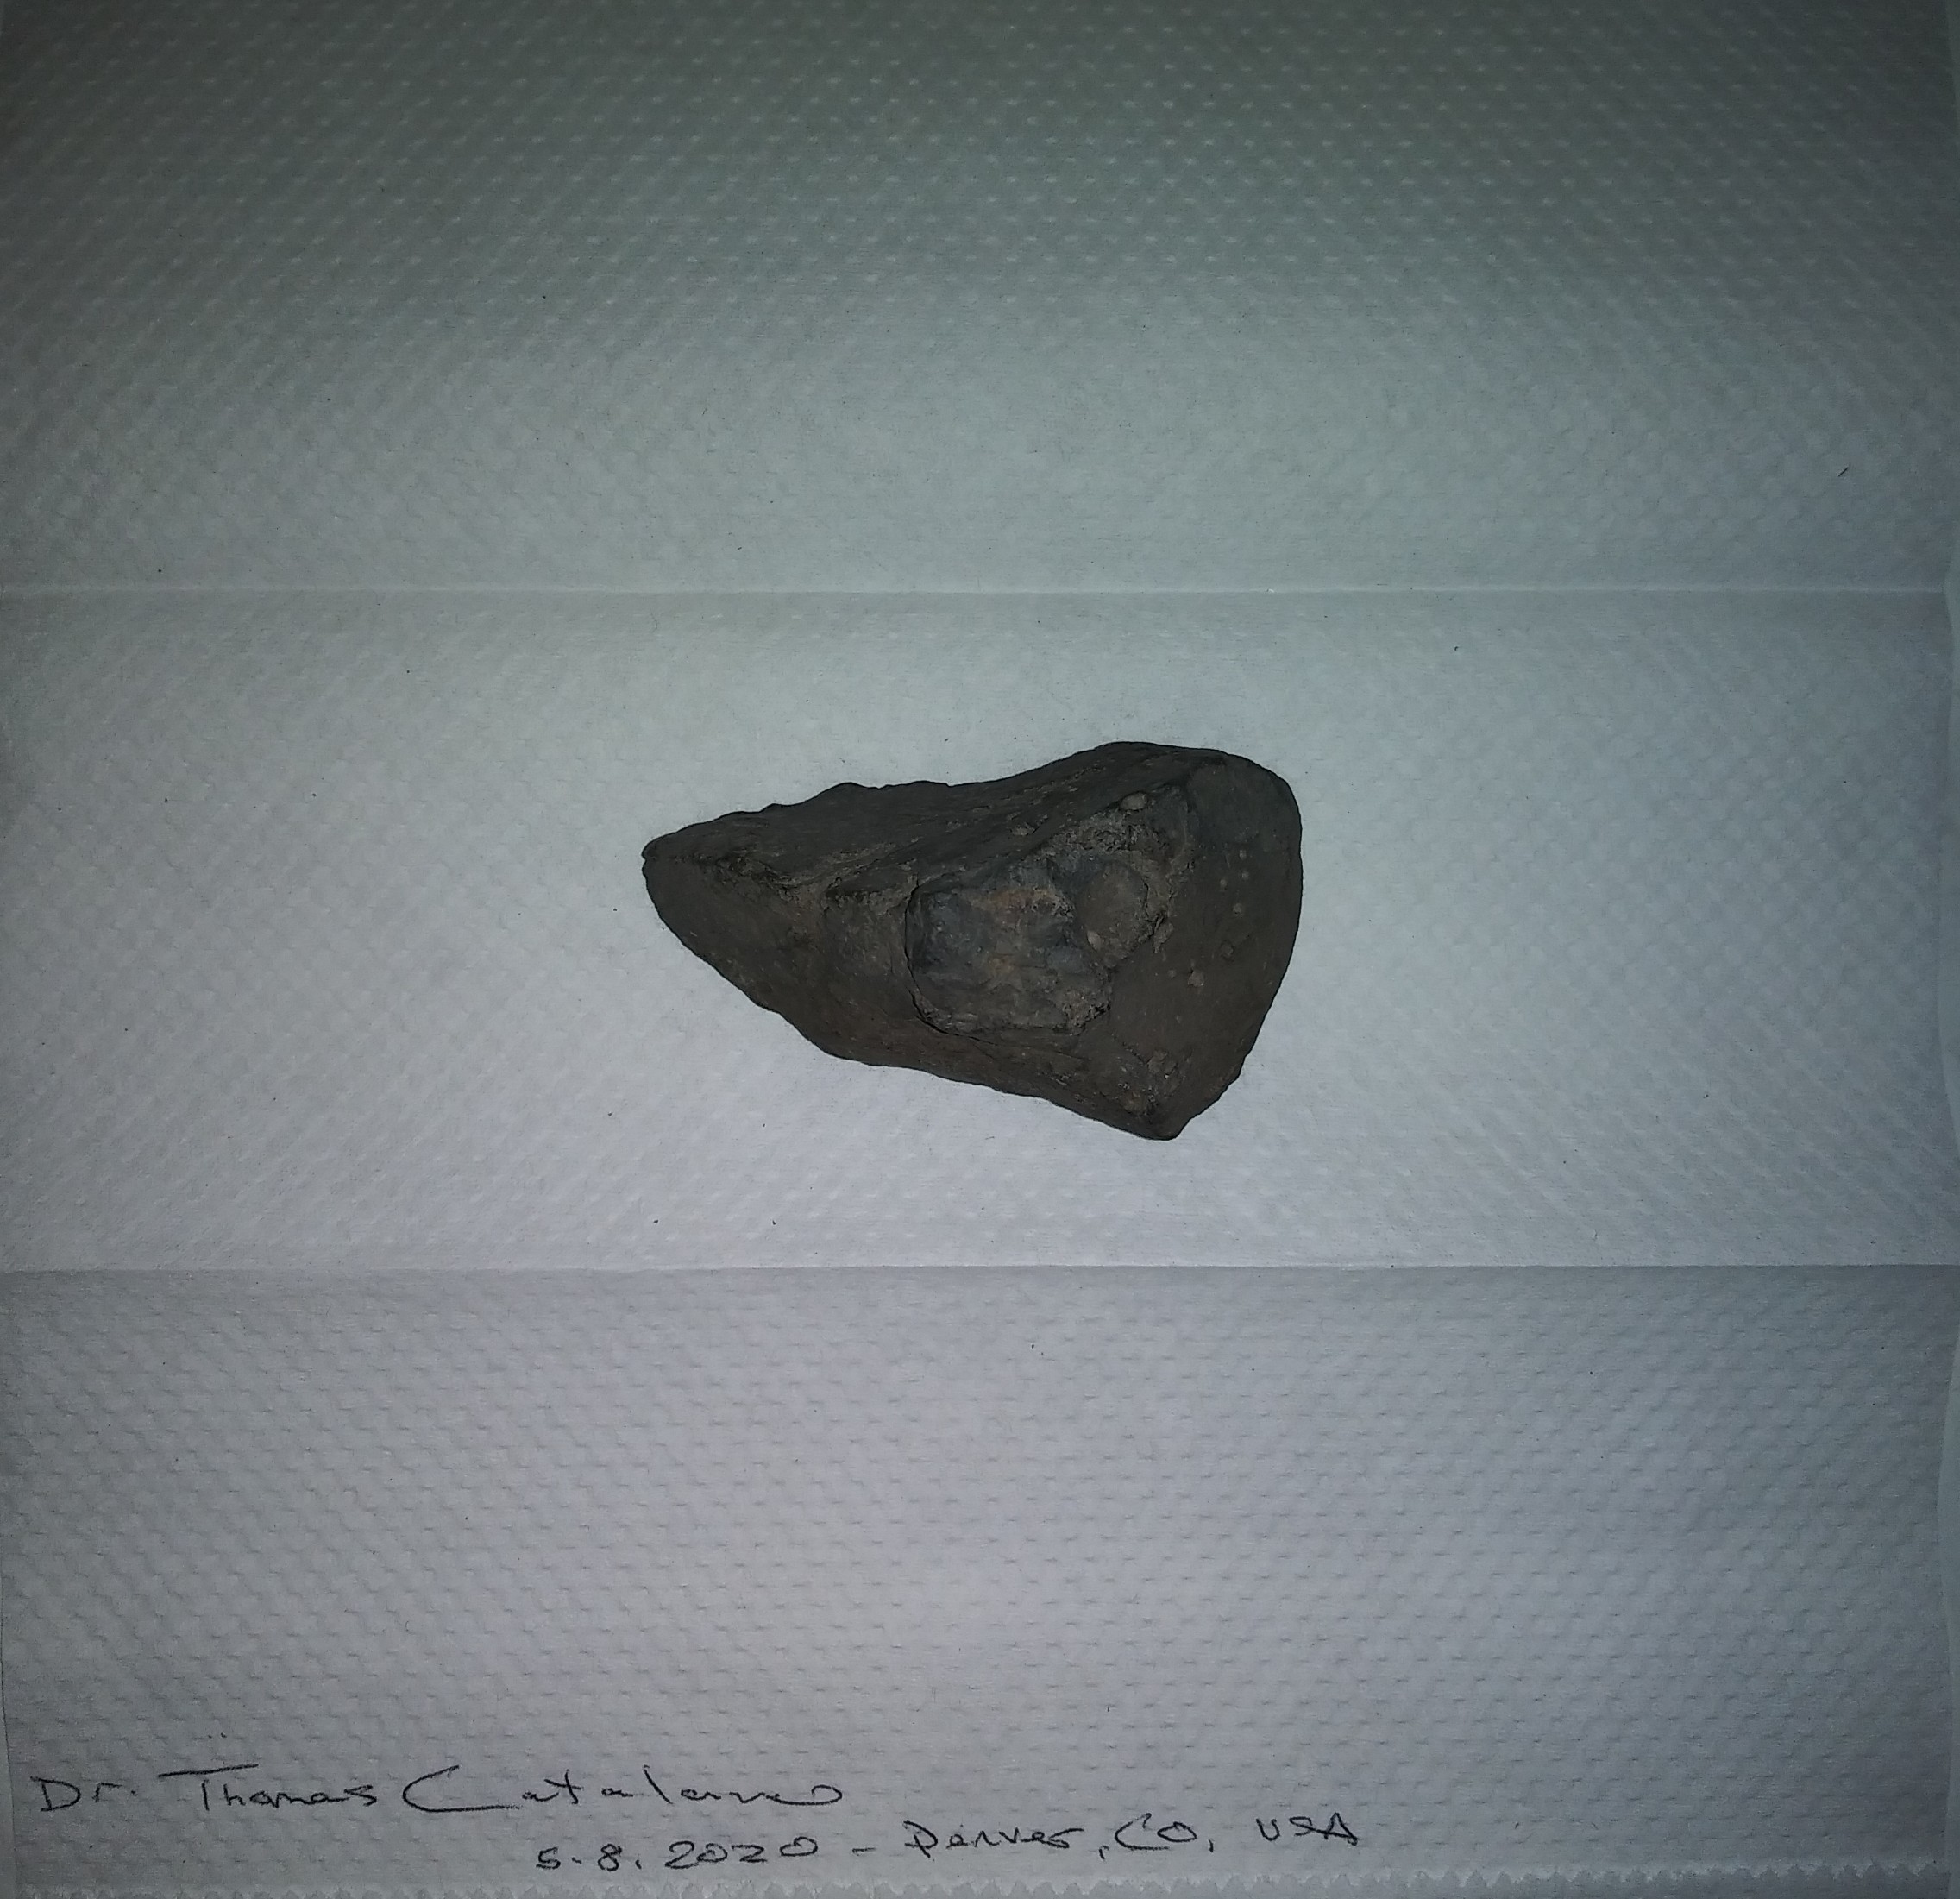 Dr. Thomas Catalano
5.8.2020 - Denver, CO, USA